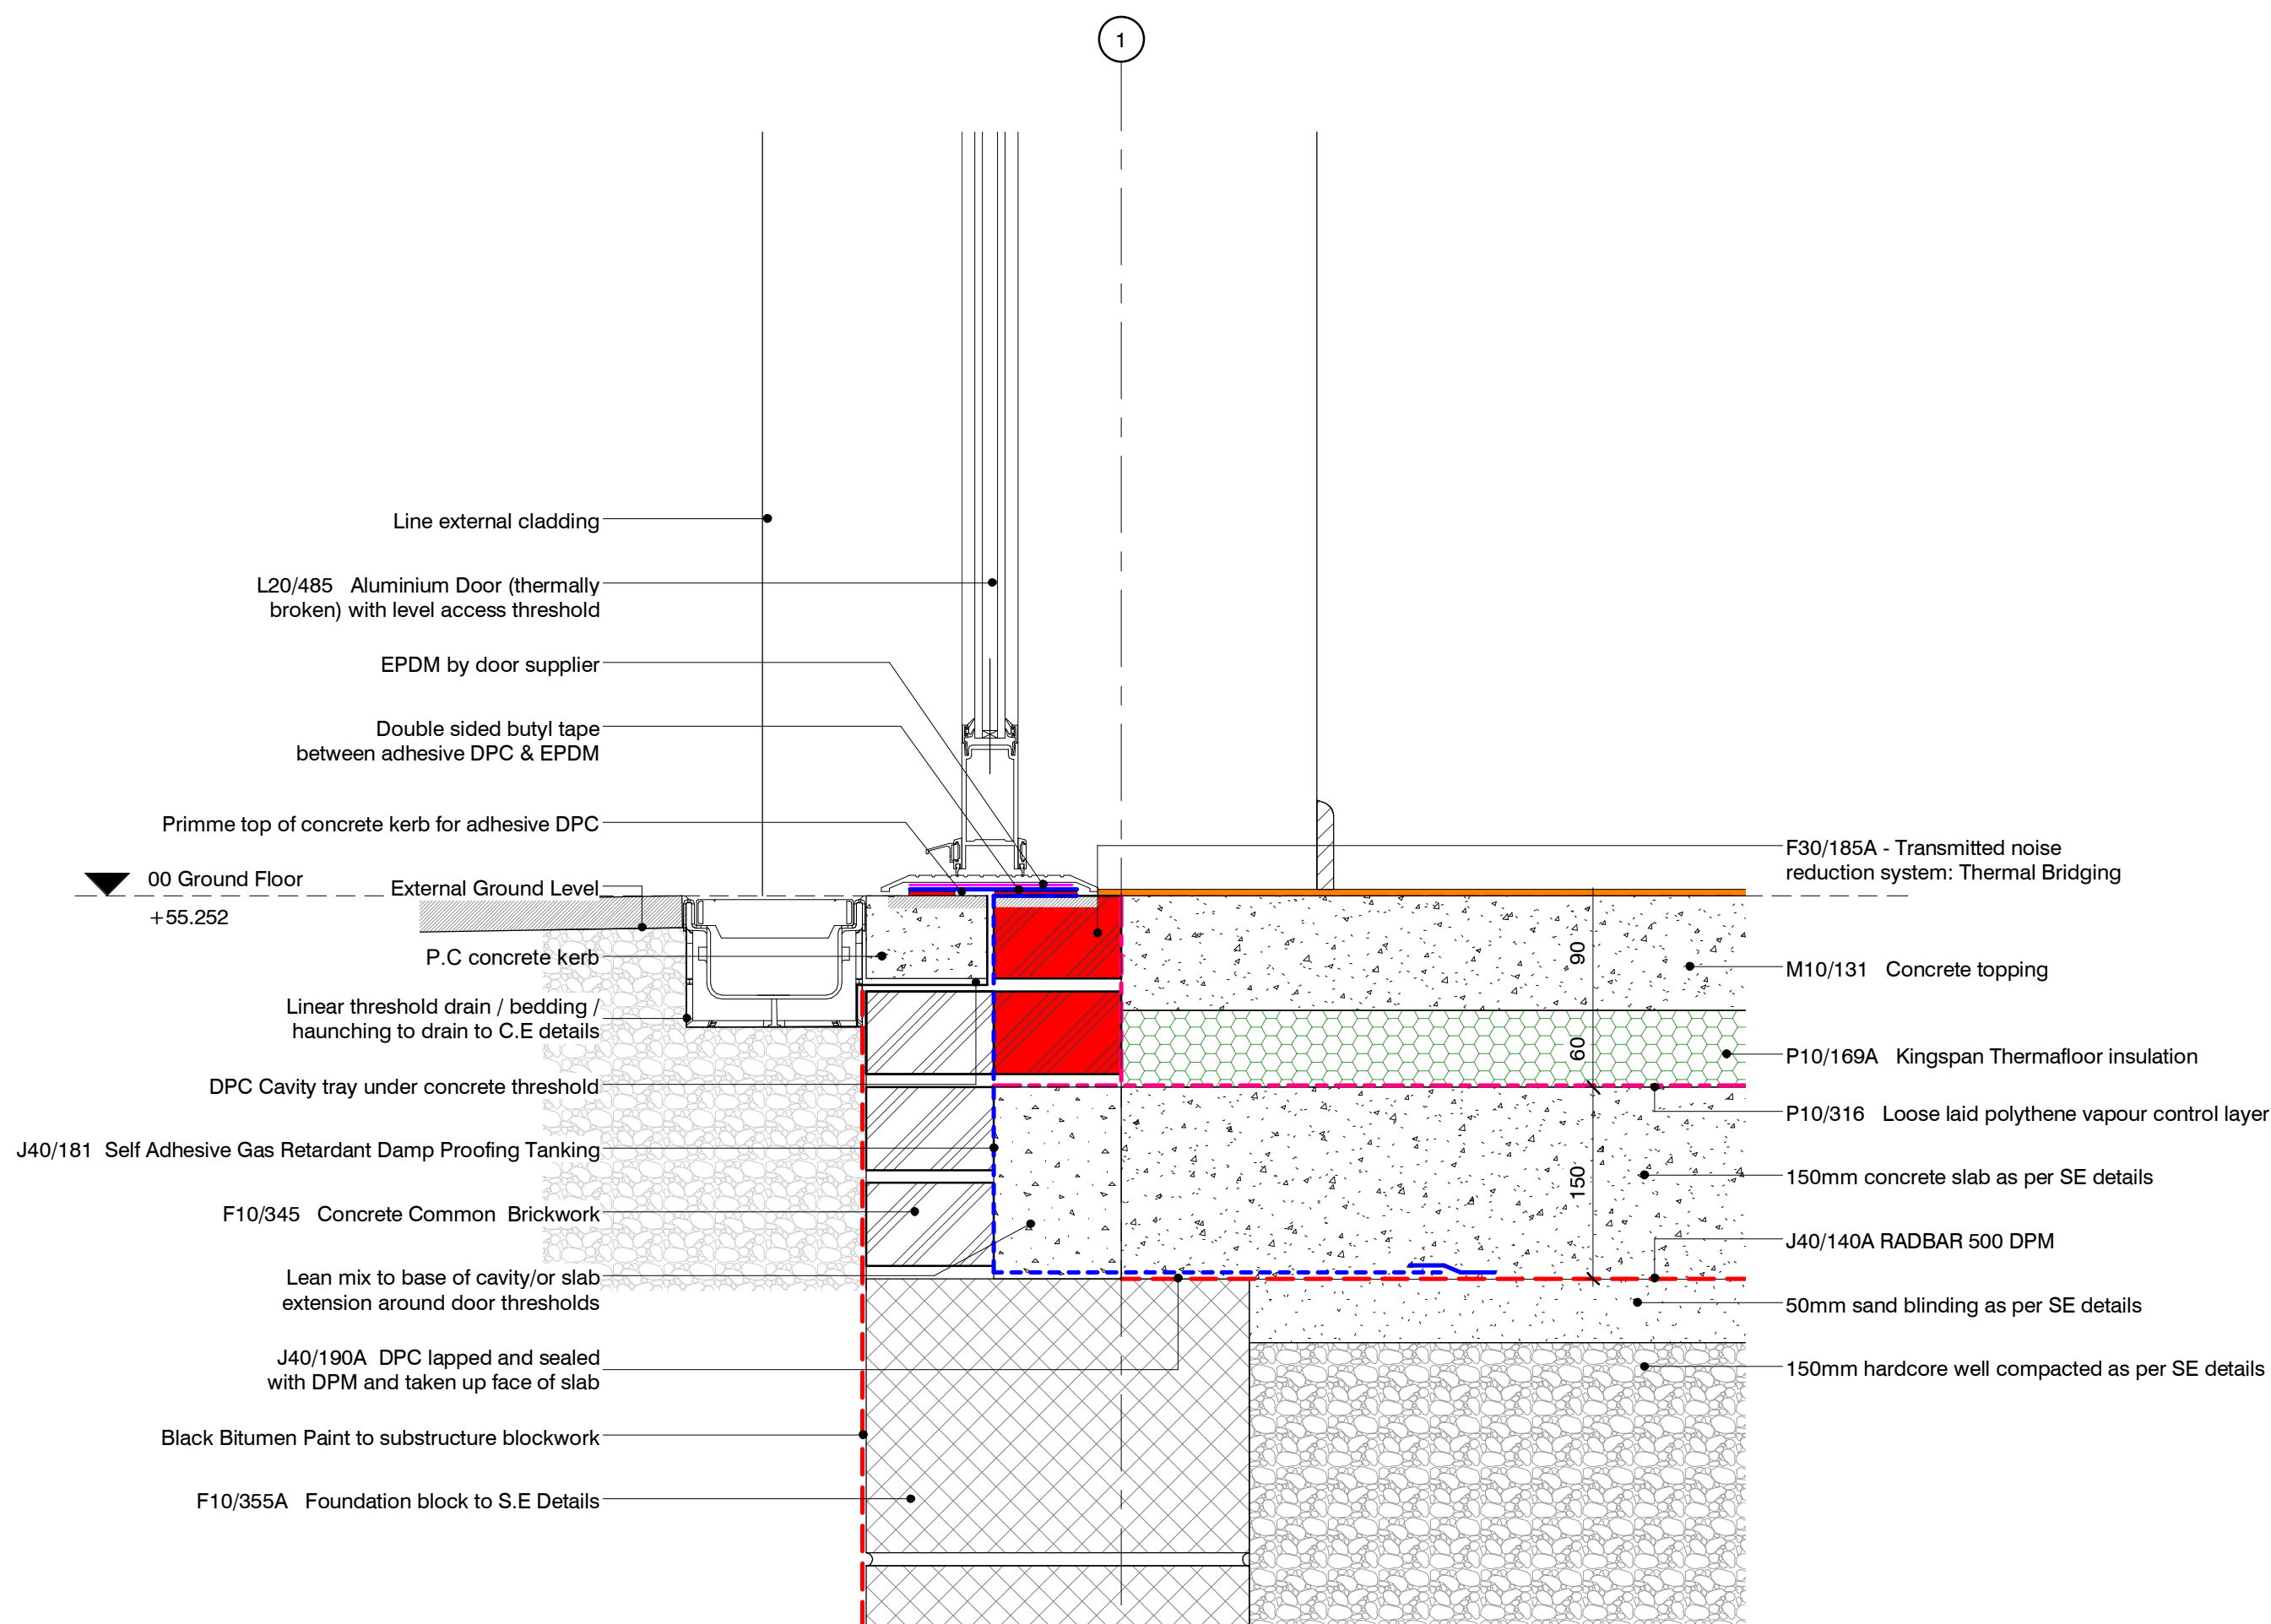 1
Line external cladding
L20/485 Aluminium Door (thermally
broken) with level access threshold
EPDM by door supplier
Double sided butyl tape
between adhesive DPC & EPDM
Primme top of concrete kerb for adhesive DPC
00 Ground Floor
+55.252
External Ground Level
P.C concrete kerb
Linear threshold drain / bedding /
haunching to drain to C.E details
DPC Cavity tray under concrete threshold
J40/181 Self Adhesive Gas Retardant Damp Proofing Tanking
F10/345 Concrete Common Brickwork
Lean mix to base of cavity/or slab
extension around door thresholds
J40/190A DPC lapped and sealed
with DPM and taken up face of slab
Black Bitumen Paint to substructure blockwork
F10/355A Foundation block to S.E Details
90
60
150
F30/185A - Transmitted noise
reduction system: Thermal Bridging
M10/131 Concrete topping
P10/169A Kingspan Thermafloor insulation
P10/316 Loose laid polythene vapour control layer
150mm concrete slab as per SE details
J40/140A RADBAR 500 DPM
50mm sand blinding as per SE details
150mm hardcore well compacted as per SE details